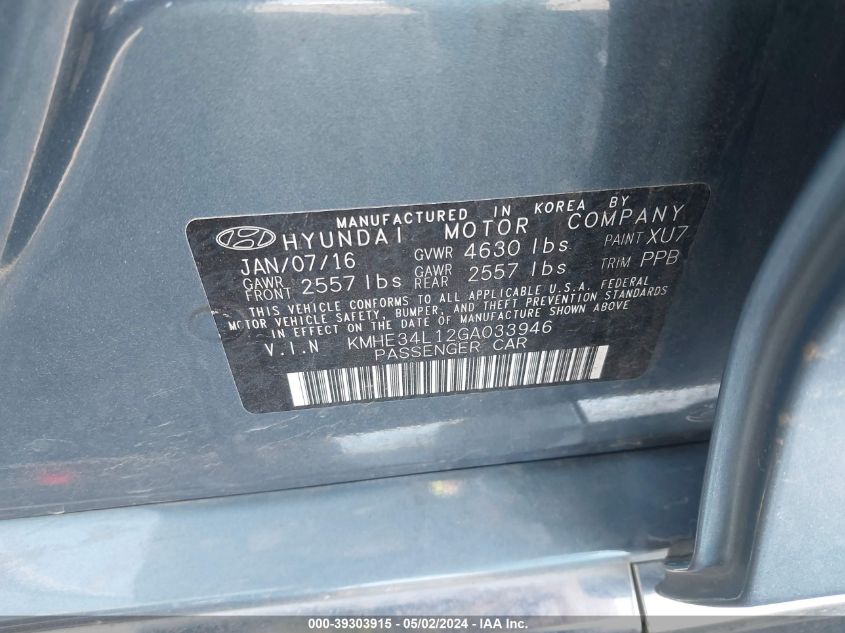 MANUFACTURED IN KOREA BY
HYUNDAI MOTOR COMPANY
JAN/07/16 GVWR 4630 lbs PAINT XU7
GAWR FRONT 2557 lbs GAWR REAR 2557 lbs TRIM PPB
THIS VEHICLE CONFORMS TO ALL APPLICABLE U.S.A. FEDERAL
MOTOR VEHICLE SAFETY, BUMPER, AND THEFT PREVENTION STANDARDS
IN EFFECT ON THE DATE OF MANUFACTURE SHOWN ABOVE
V.I.N KMHE34L12GA033946
PASSENGER CAR
000-39303915 - 05/02/2024 - IAA Inc.